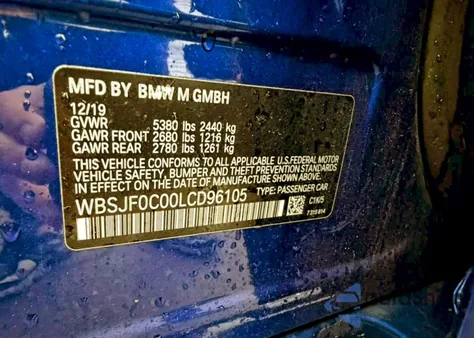 MFD BY BMW M GMBH
12/19
GVWR 5380 lbs 2440 kg
GAWR FRONT 2680 lbs 1216 kg
GAWR REAR 2780 lbs 1261 kg
THIS VEHICLE CONFORMS TO ALL APPLICABLE U.S.FEDERAL MOTOR
VEHICLE SAFETY, BUMPER AND THEFT PREVENTION STANDARDS
IN EFFECT ON THE DATE OF MANUFACTURE SHOWN ABOVE.
WBSJF0C00LCD96105 TYPE: PASSENGER CAR
C1K/5